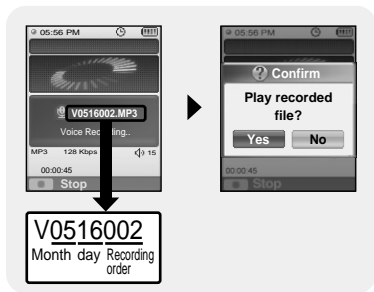 05:56 PM
V0516002.MP3
Voice Recording..
MP3 128 Kbps 15
00:00:45
Stop
V0516002
Month day Recording
order
05:56 PM
Confirm
Play recorded
file?
Yes No
00:00:45
Stop